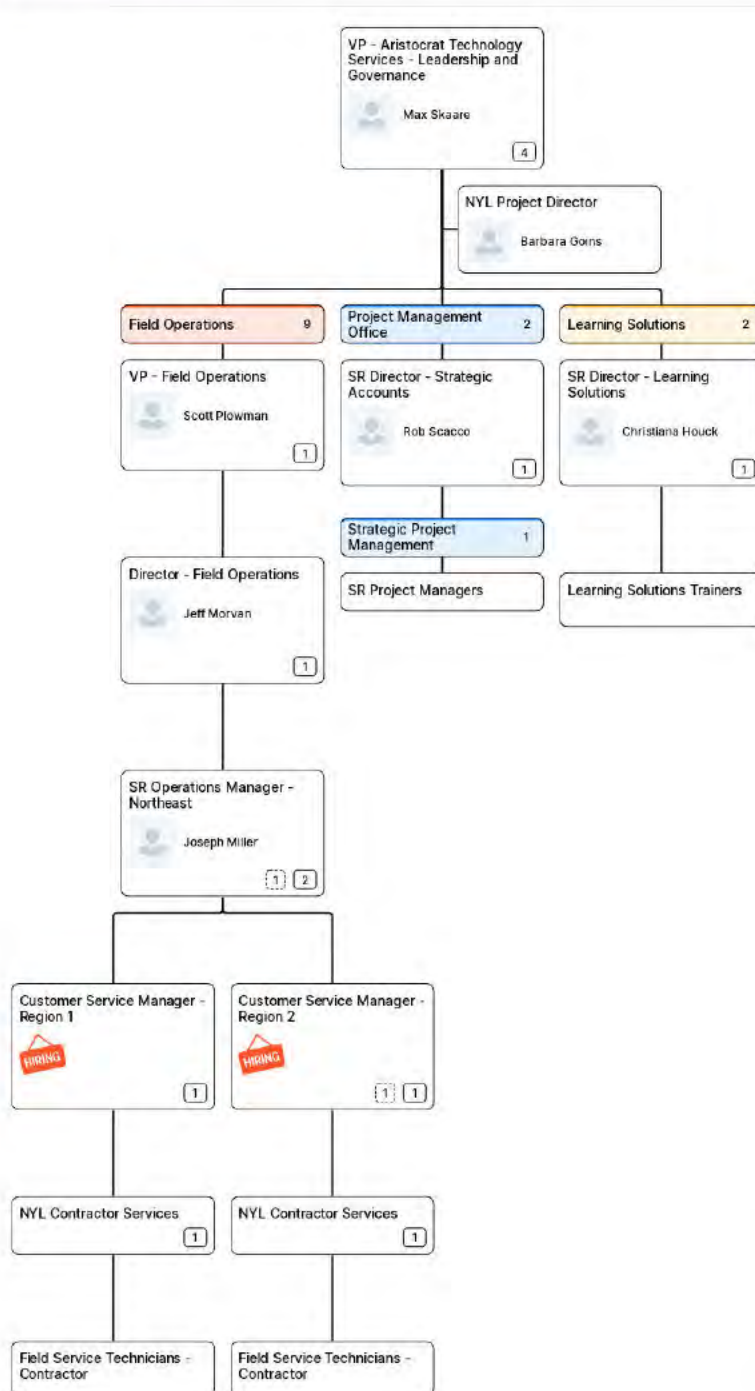 VP - Aristocrat Technology
Services - Leadership and
Governance
Max Skaare
4
NYL Project Director
Barbara Goins
Field Operations 9
Project Management
Office 2
Learning Solutions 2
VP - Field Operations
Scott Plowman
1
SR Director - Strategic
Accounts
Rob Scacco
1
SR Director - Learning
Solutions
Christiana Houck
1
Strategic Project
Management 1
SR Project Managers
Learning Solutions Trainers
Director - Field Operations
Jeff Morvan
1
SR Operations Manager -
Northeast
Joseph Miller
1 2
Customer Service Manager -
Region 1
HIRING
1
Customer Service Manager -
Region 2
HIRING
1 1
NYL Contractor Services
1
NYL Contractor Services
1
Field Service Technicians -
Contractor
Field Service Technicians -
Contractor